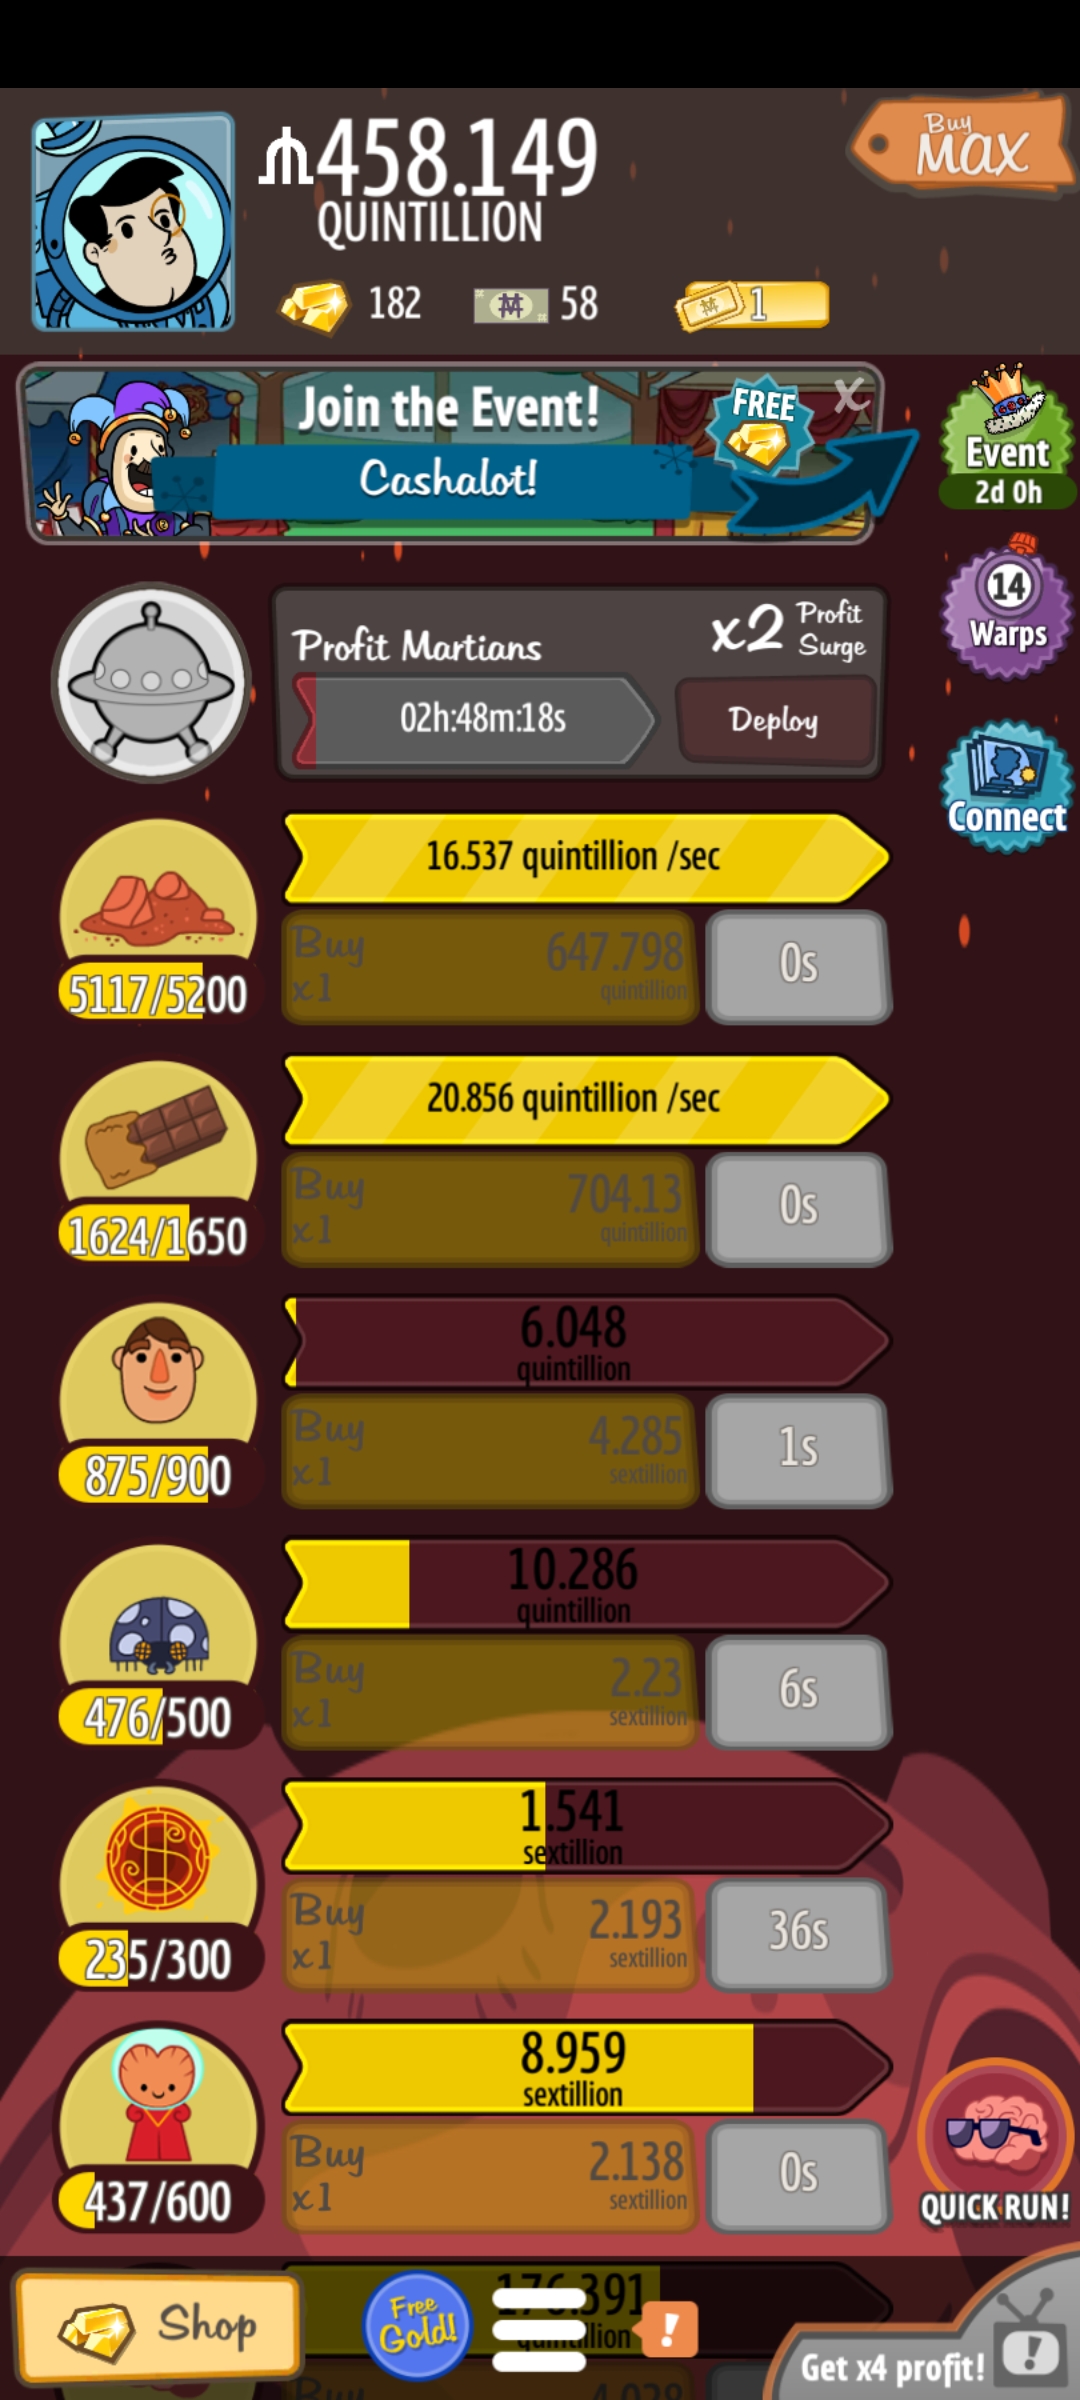 458.149
QUINTILLION
Buy
MAX
182
58
1
Join the Event!
Cashalot!
FREE
X
Event
2d 0h
14
Warps
Connect
Profit Martians
x2 Profit Surge
02h:48m:18s
Deploy
16.537 quintillion /sec
5117/5200
Buy x1
647.798
quintillion
0s
20.856 quintillion /sec
1624/1650
Buy x1
704.13
quintillion
0s
6.048
quintillion
875/900
Buy x1
4.285
sextillion
1s
10.286
quintillion
476/500
Buy x1
2.23
sextillion
6s
1.541
sextillion
235/300
Buy x1
2.193
sextillion
36s
8.959
sextillion
437/600
Buy x1
2.138
sextillion
0s
QUICK RUN!
176.391
Shop
Free Gold!
!
Get x4 profit!
!
Buy